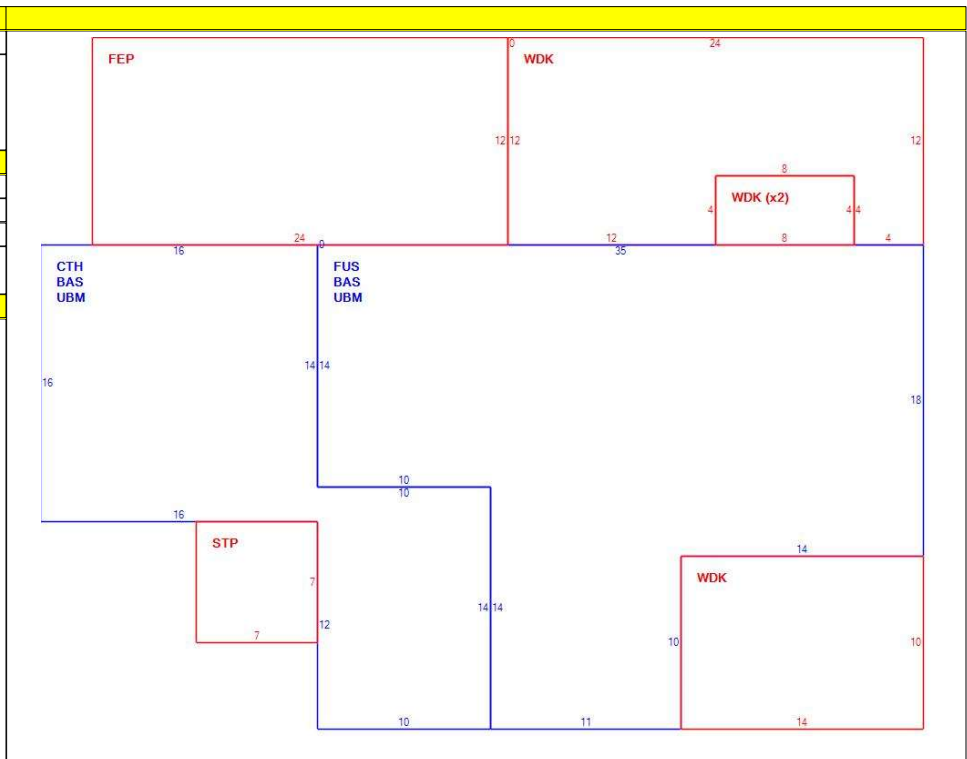 0 24
FEP WDK
12 12 12
8
WDK (x2)
4 4 4
24 0 12 8 4
16 35
CTH FUS
BAS BAS
UBM UBM
14 14
16
18
10
10
16
STP 14
WDK
7
14 14
12
7 10 10
10 11 14